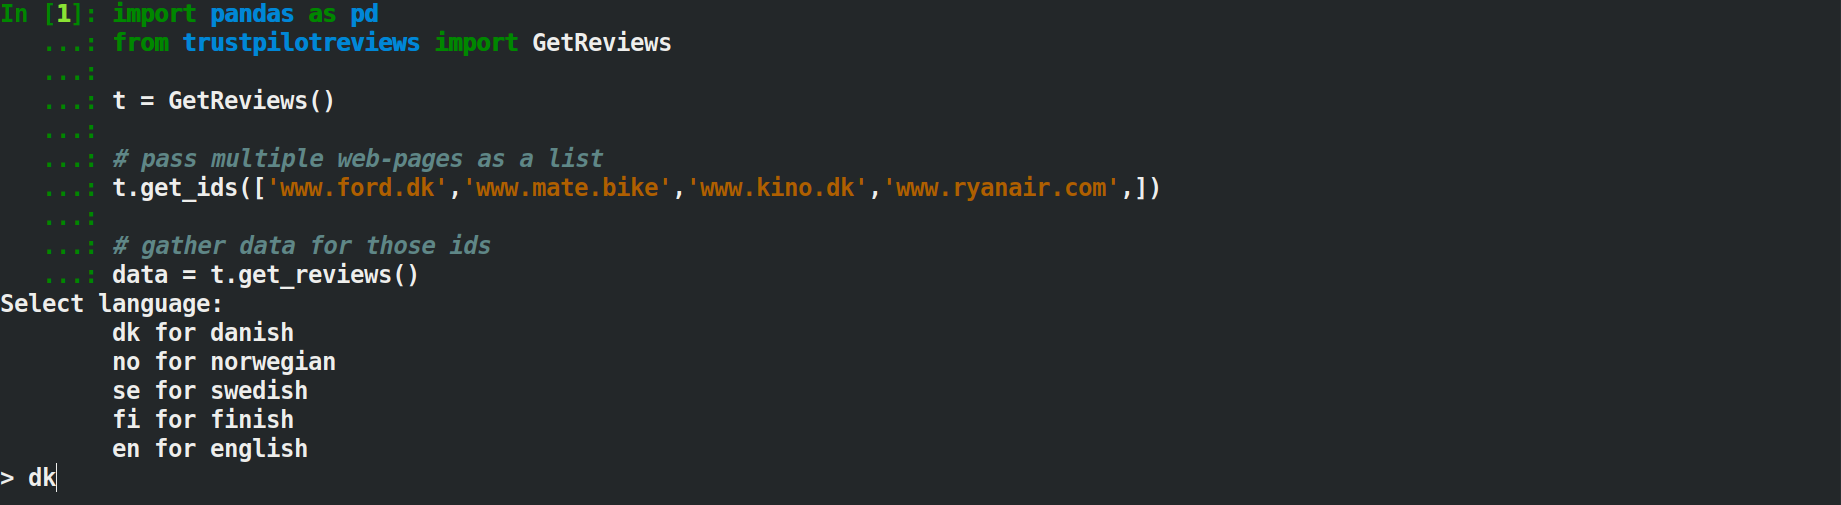 In [1]: import pandas as pd
   ...: from trustpilotreviews import GetReviews
   ...:
   ...: t = GetReviews()
   ...:
   ...: # pass multiple web-pages as a list
   ...: t.get_ids(['www.ford.dk','www.mate.bike','www.kino.dk','www.ryanair.com',])
   ...:
   ...: # gather data for those ids
   ...: data = t.get_reviews()
Select language:
        dk for danish
        no for norwegian
        se for swedish
        fi for finish
        en for english
> dk